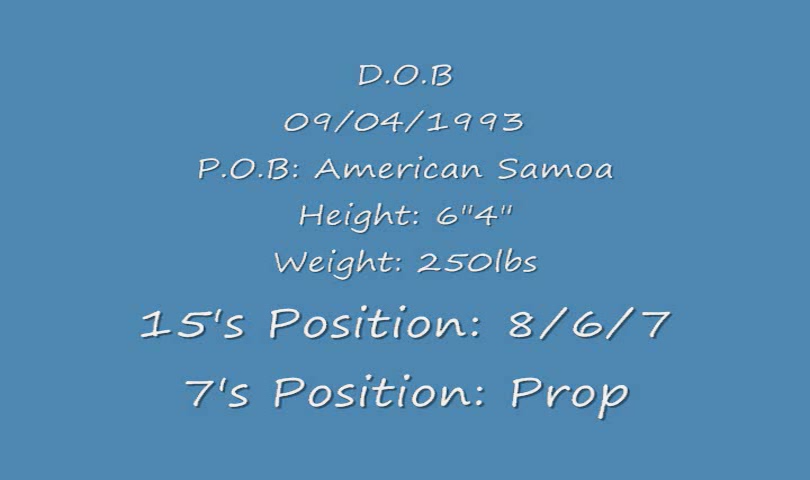 D.O.B
09/04/1993
P.O.B: American Samoa
Height: 6"4"
Weight: 250lbs
15's Position: 8/6/7
7's Position: Prop